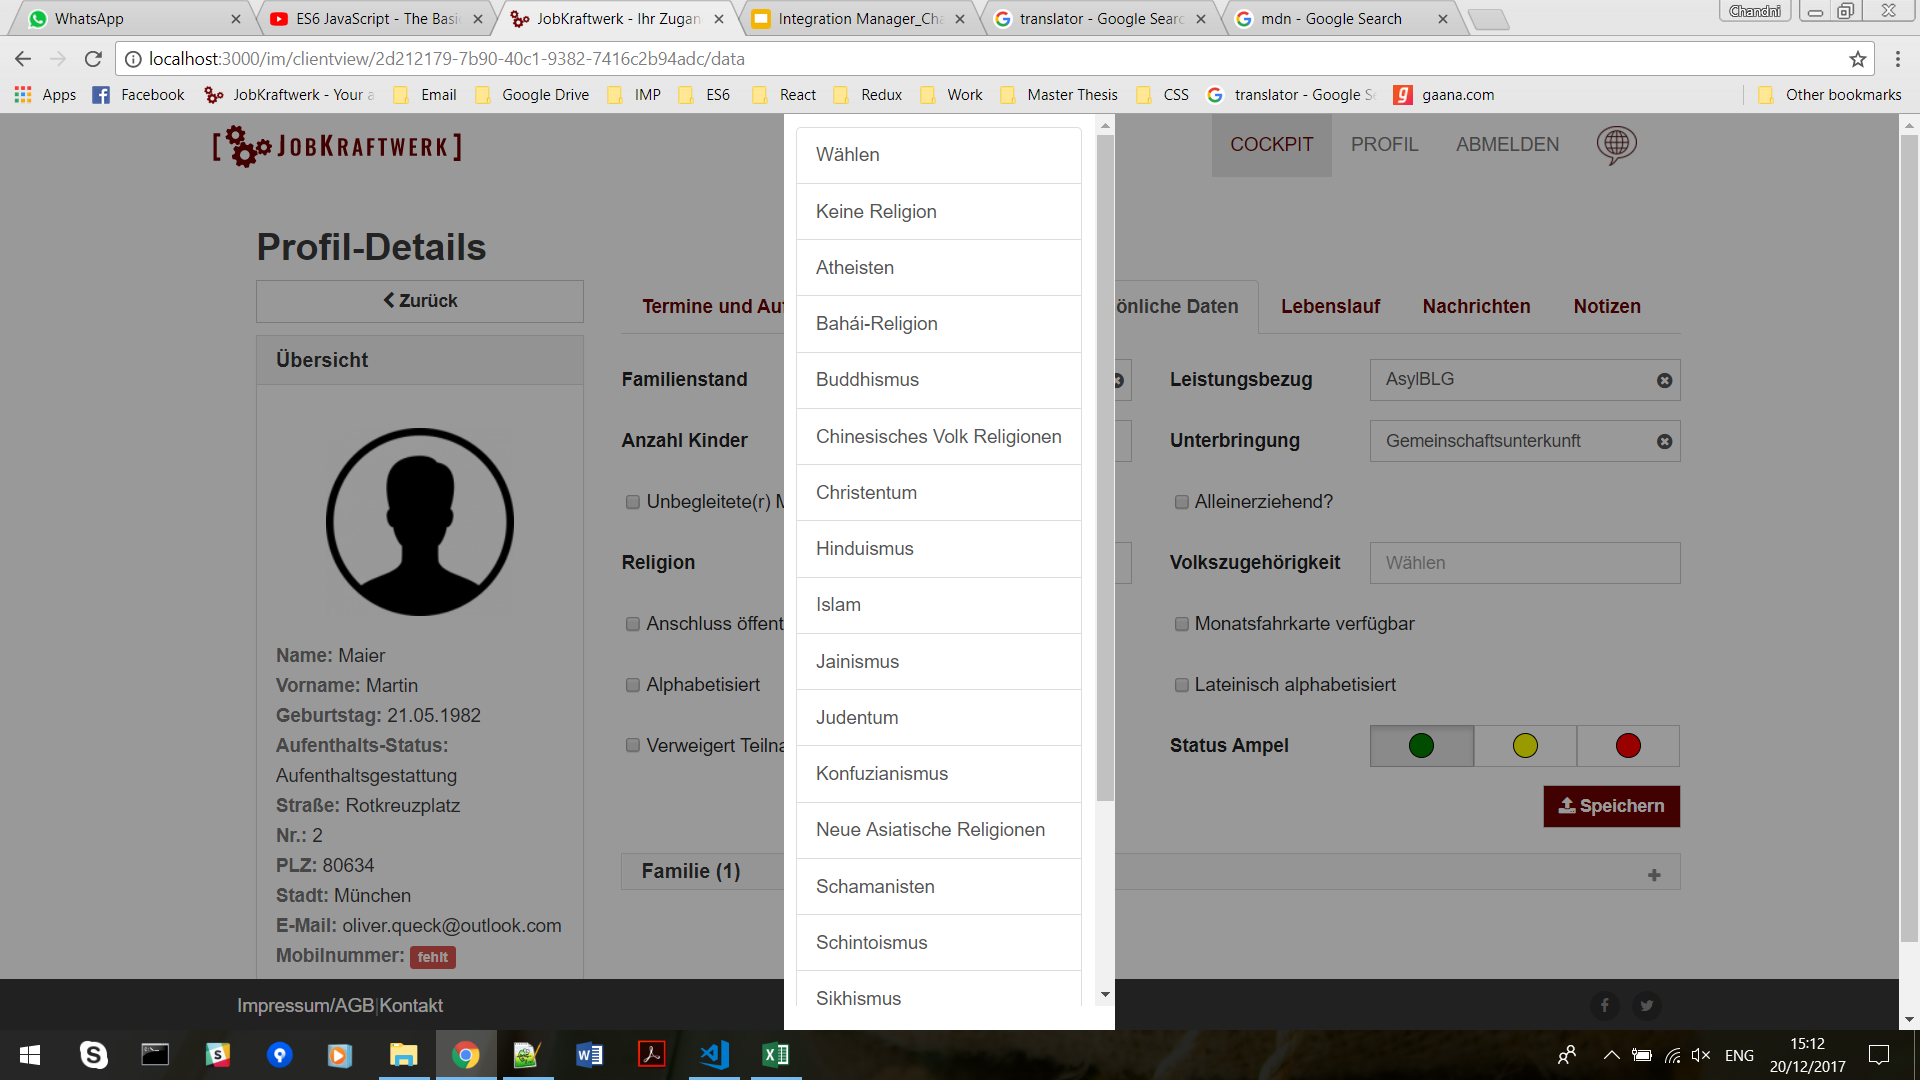 WhatsApp
ES6 JavaScript - The Basi
JobKraftwerk - Ihr Zugan
Integration Manager_Cha
translator - Google Searc
mdn - Google Search
Chandni
localhost:3000/im/clientview/2d212179-7b90-40c1-9382-7416c2b94adc/data
Apps
Facebook
JobKraftwerk - Your a
Email
Google Drive
IMP
ES6
React
Redux
Work
Master Thesis
CSS
translator - Google Se
gaana.com
Other bookmarks
[JOBKRAFTWERK]
COCKPIT
PROFIL
ABMELDEN
Profil-Details
Zurück
Übersicht
Name: Maier
Vorname: Martin
Geburtstag: 21.05.1982
Aufenthalts-Status:
Aufenthaltsgestattung
Straße: Rotkreuzplatz
Nr.: 2
PLZ: 80634
Stadt: München
E-Mail: oliver.queck@outlook.com
Mobilnummer: fehlt
Termine und Auf
önliche Daten
Lebenslauf
Nachrichten
Notizen
Familienstand
Leistungsbezug
AsylBLG
Anzahl Kinder
Unterbringung
Gemeinschaftsunterkunft
Unbegleitete(r) M
Alleinerziehend?
Religion
Volkszugehörigkeit
Wählen
Anschluss öffent
Monatsfahrkarte verfügbar
Alphabetisiert
Lateinisch alphabetisiert
Verweigert Teilna
Status Ampel
Speichern
Familie (1)
Wählen
Keine Religion
Atheisten
Bahái-Religion
Buddhismus
Chinesisches Volk Religionen
Christentum
Hinduismus
Islam
Jainismus
Judentum
Konfuzianismus
Neue Asiatische Religionen
Schamanisten
Schintoismus
Sikhismus
Impressum/AGB|Kontakt
ENG
15:12
20/12/2017